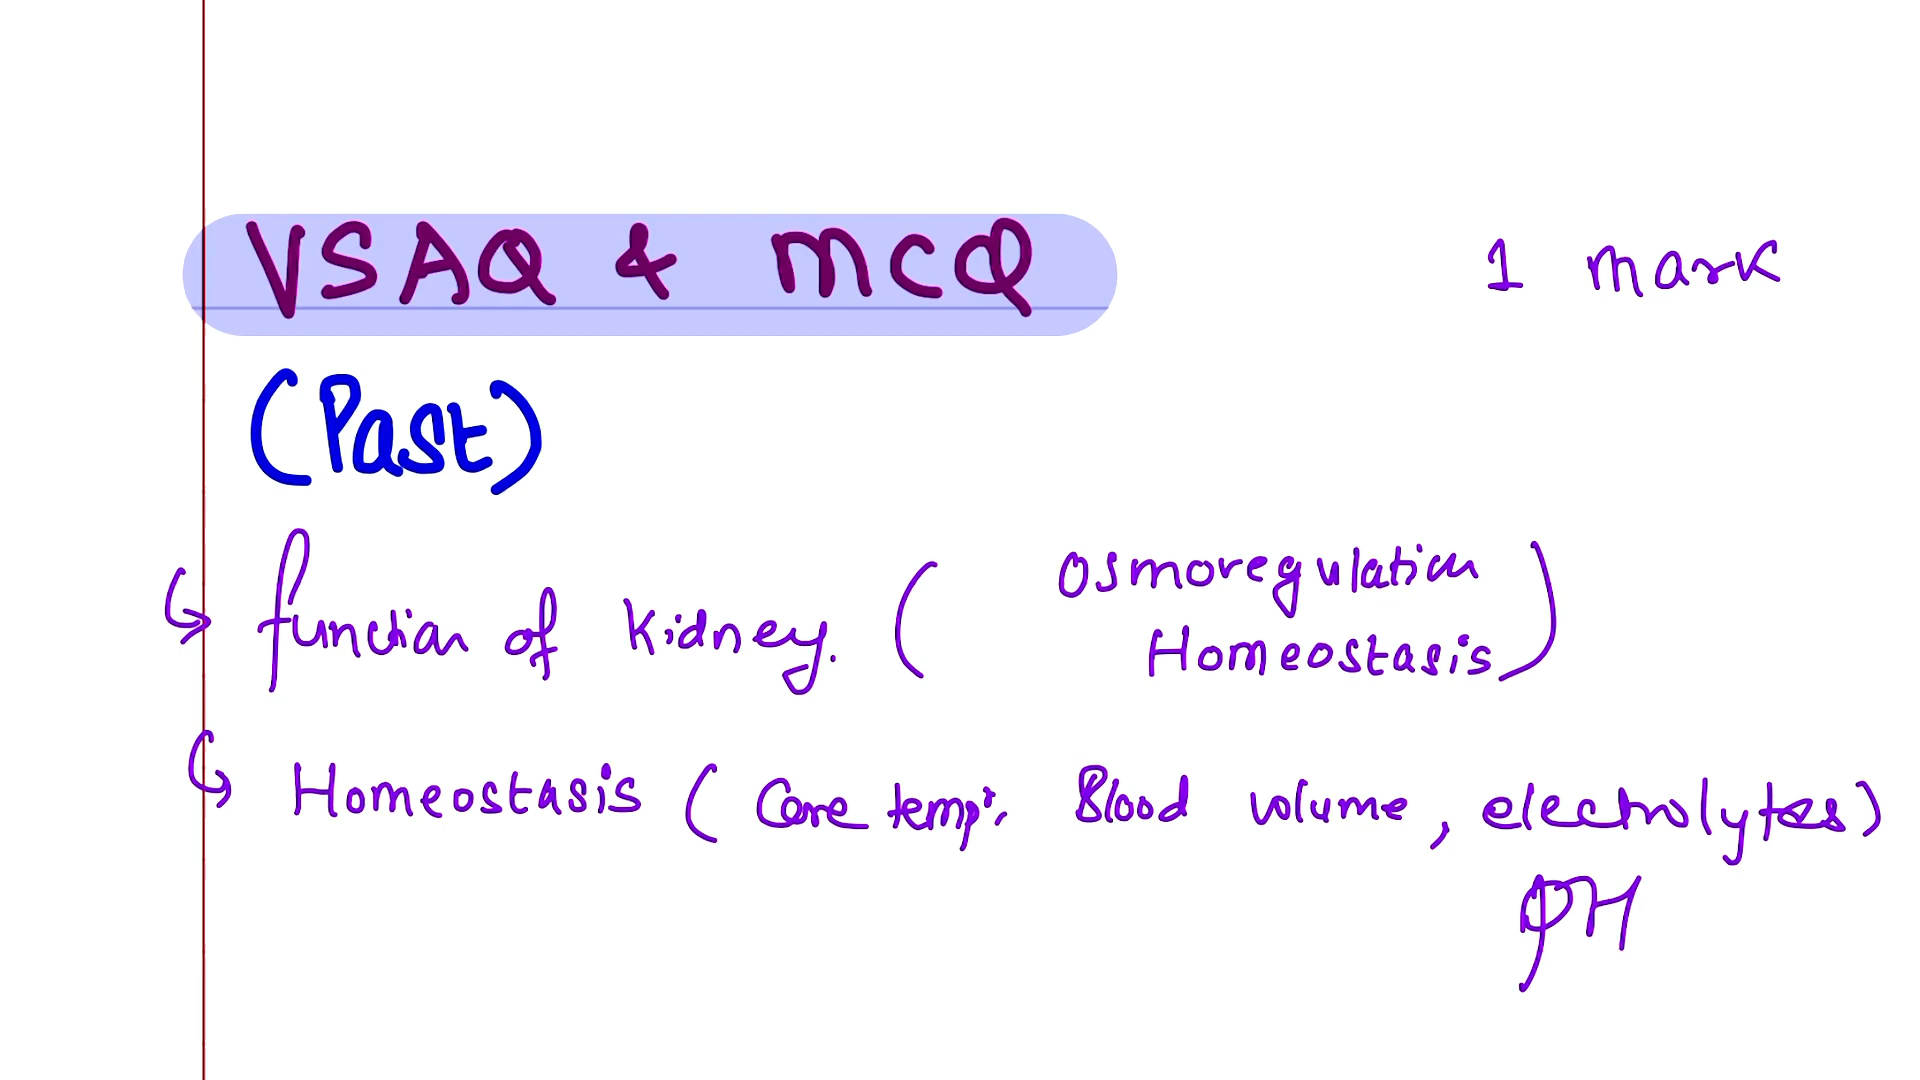 VSAQ & MCQ 1 mark
(Past)
↳ function of kidney. ( Osmoregulation
Homeostasis )
↳ Homeostasis ( Core temp. Blood volume, electrolytes )
pH